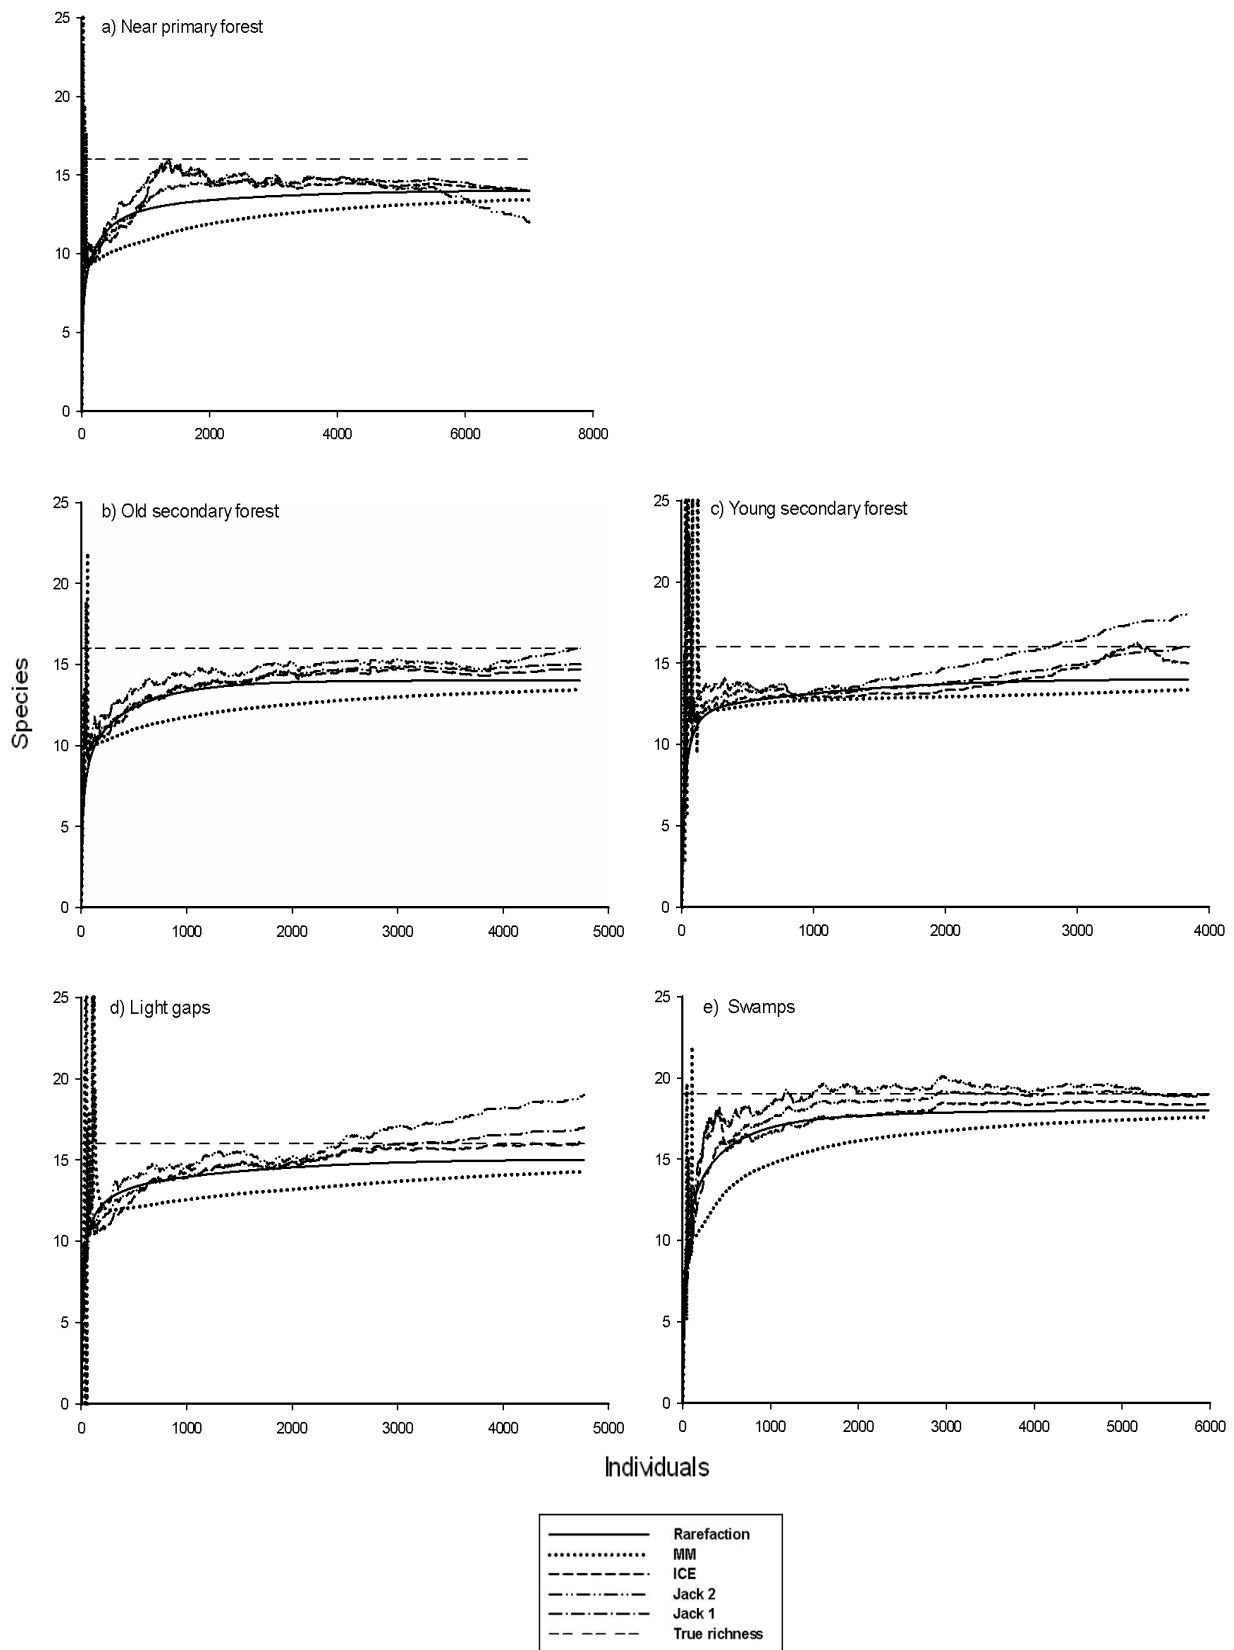 a) Near primary forest
25
20
15
10
5
0
0 2000 4000 6000 8000
b) Old secondary forest
25
20
15
10
5
0
0 1000 2000 3000 4000 5000
c) Young secondary forest
25
20
15
10
5
0
0 1000 2000 3000 4000
Species
d) Light gaps
25
20
15
10
5
0
0 1000 2000 3000 4000 5000
e) Swamps
25
20
15
10
5
0
0 1000 2000 3000 4000 5000 6000
Individuals
Rarefaction
MM
ICE
Jack 2
Jack 1
True richness